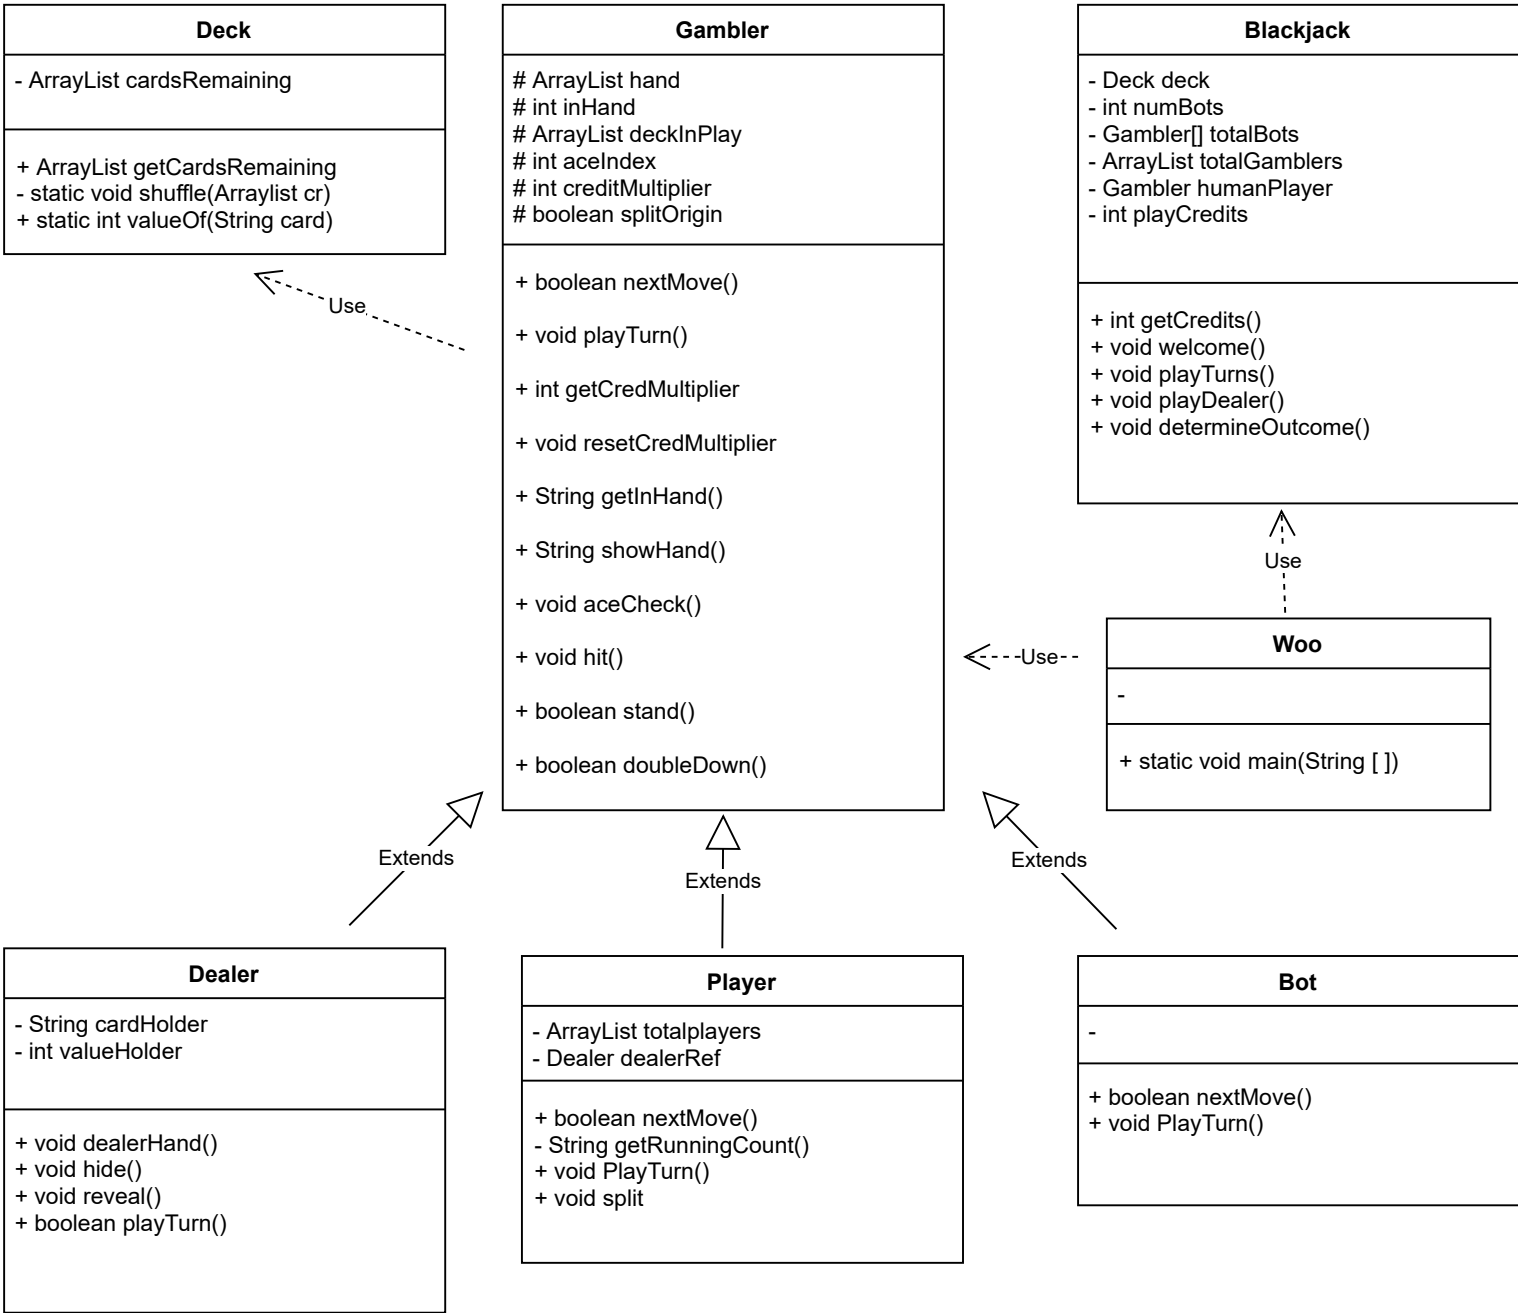 Deck
- ArrayList cardsRemaining
+ ArrayList getCardsRemaining
- static void shuffle(Arraylist cr)
+ static int valueOf(String card)
Use
Gambler
# ArrayList hand
# int inHand
# ArrayList deckInPlay
# int aceIndex
# int creditMultiplier
# boolean splitOrigin
+ boolean nextMove()
+ void playTurn()
+ int getCredMultiplier
+ void resetCredMultiplier
+ String getInHand()
+ String showHand()
+ void aceCheck()
+ void hit()
+ boolean stand()
+ boolean doubleDown()
Blackjack
- Deck deck
- int numBots
- Gambler[] totalBots
- ArrayList totalGamblers
- Gambler humanPlayer
- int playCredits
+ int getCredits()
+ void welcome()
+ void playTurns()
+ void playDealer()
+ void determineOutcome()
Use
Use
Woo
-
+ static void main(String [ ])
Extends
Extends
Extends
Dealer
- String cardHolder
- int valueHolder
+ void dealerHand()
+ void hide()
+ void reveal()
+ boolean playTurn()
Player
- ArrayList totalplayers
- Dealer dealerRef
+ boolean nextMove()
- String getRunningCount()
+ void PlayTurn()
+ void split
Bot
-
+ boolean nextMove()
+ void PlayTurn()